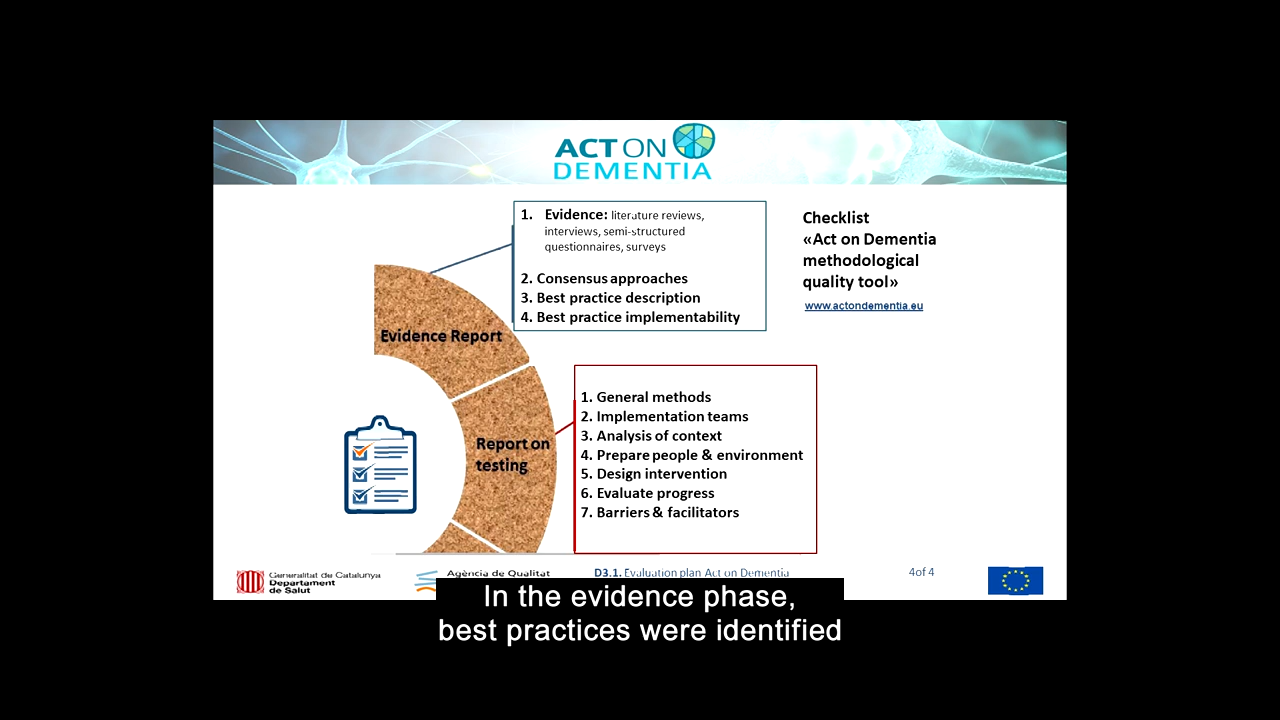 ACT ON
DEMENTIA
1. Evidence: literature reviews,
interviews, semi-structured
questionnaires, surveys
2. Consensus approaches
3. Best practice description
4. Best practice implementability
Checklist
«Act on Dementia
methodological
quality tool»
www.actondementia.eu
Evidence Report
1. General methods
2. Implementation teams
3. Analysis of context
4. Prepare people & environment
5. Design intervention
6. Evaluate progress
7. Barriers & facilitators
Report on
testing
Generalitat de Catalunya
Departament
de Salut
Agència de Qualitat
D3.1. Evaluation plan Act on Dementia
4of 4
In the evidence phase,
best practices were identified